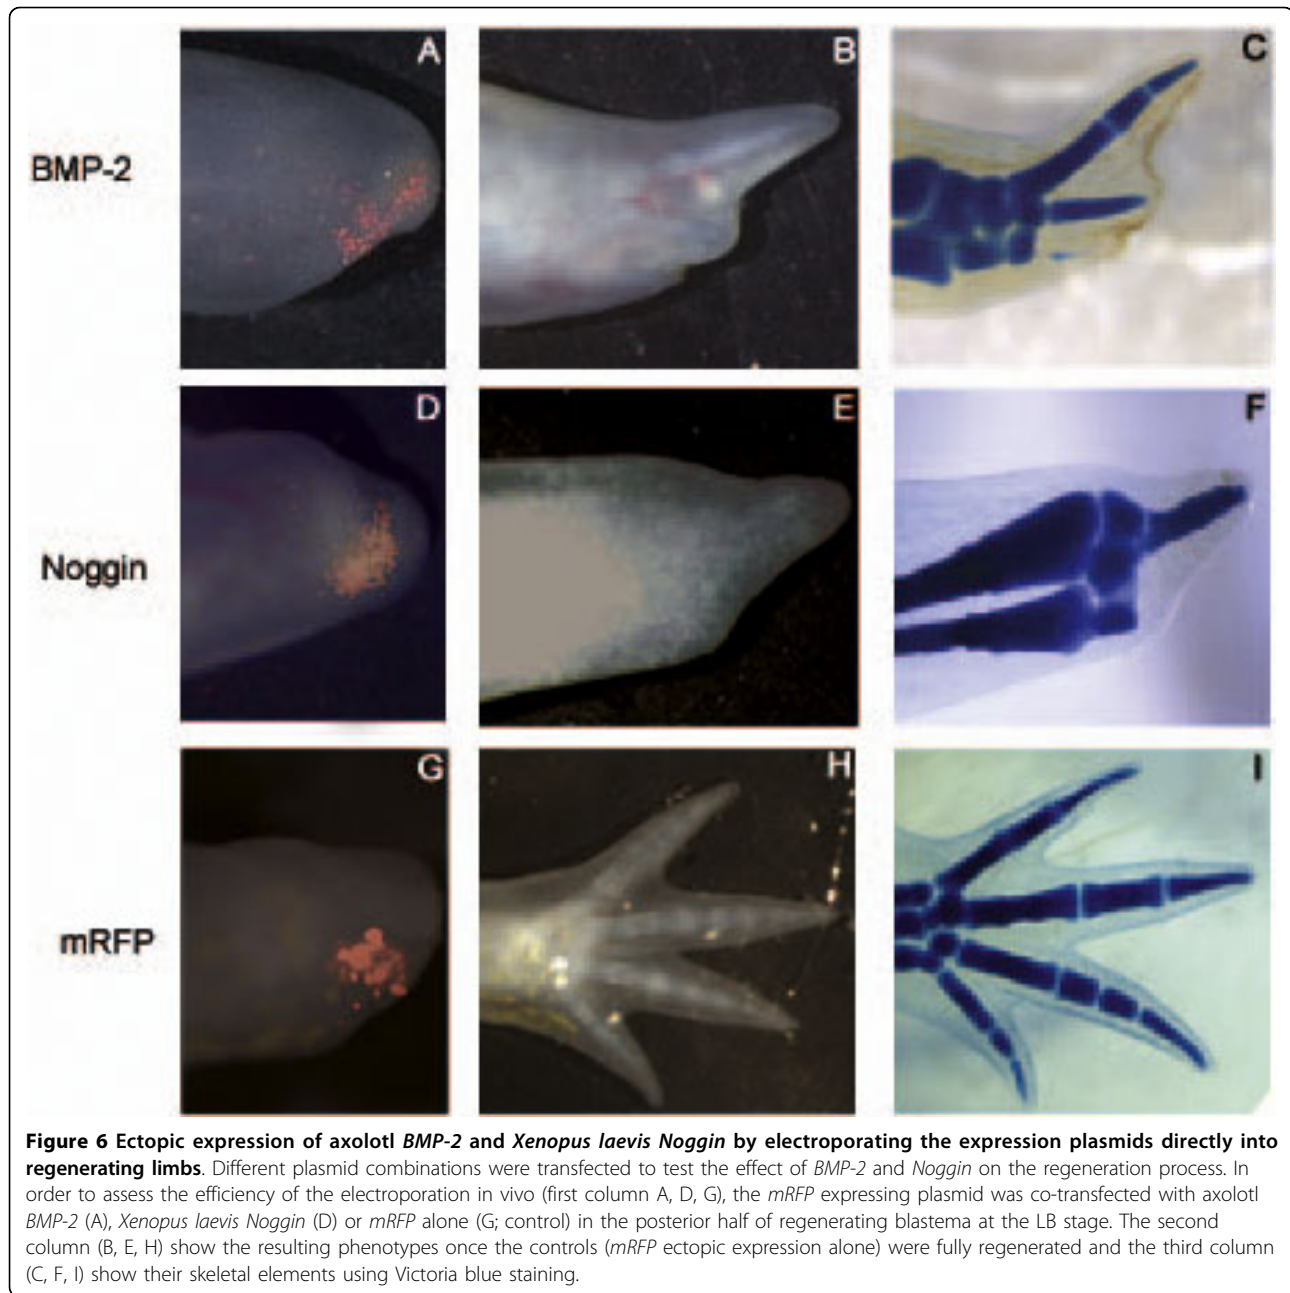 A
B
C
BMP-2
D
E
F
Noggin
G
H
I
mRFP
Figure 6 Ectopic expression of axolotl BMP-2 and Xenopus laevis Noggin by electroporating the expression plasmids directly into
regenerating limbs. Different plasmid combinations were transfected to test the effect of BMP-2 and Noggin on the regeneration process. In
order to assess the efficiency of the electroporation in vivo (first column A, D, G), the mRFP expressing plasmid was co-transfected with axolotl
BMP-2 (A), Xenopus laevis Noggin (D) or mRFP alone (G; control) in the posterior half of regenerating blastema at the LB stage. The second
column (B, E, H) show the resulting phenotypes once the controls (mRFP ectopic expression alone) were fully regenerated and the third column
(C, F, I) show their skeletal elements using Victoria blue staining.